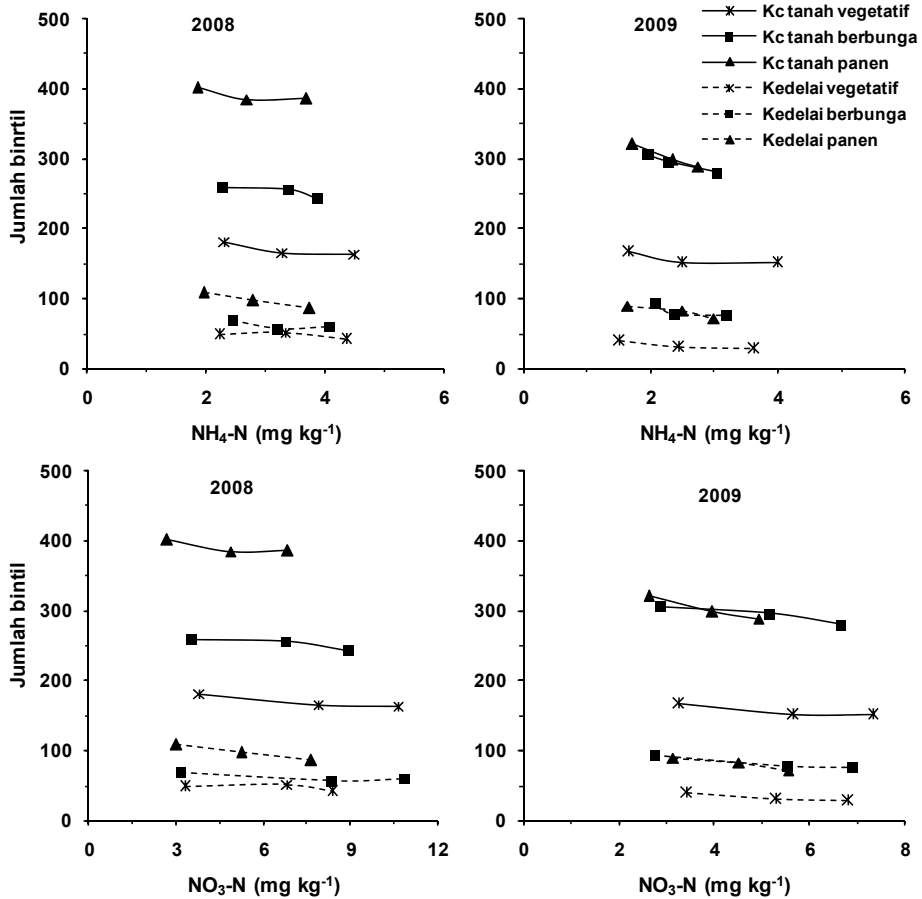 2008
500
400
300
200
100
0
Jumlah binrtil
0 2 4 6
NH₄-N (mg kg⁻¹)
2009
Kc tanah vegetatif
Kc tanah berbunga
Kc tanah panen
Kedelai vegetatif
Kedelai berbunga
Kedelai panen
500
400
300
200
100
0
0 2 4 6
NH₄-N (mg kg⁻¹)
2008
500
400
300
200
100
0
Jumlah bintil
0 3 6 9 12
NO₃-N (mg kg⁻¹)
2009
500
400
300
200
100
0
0 2 4 6 8
NO₃-N (mg kg⁻¹)